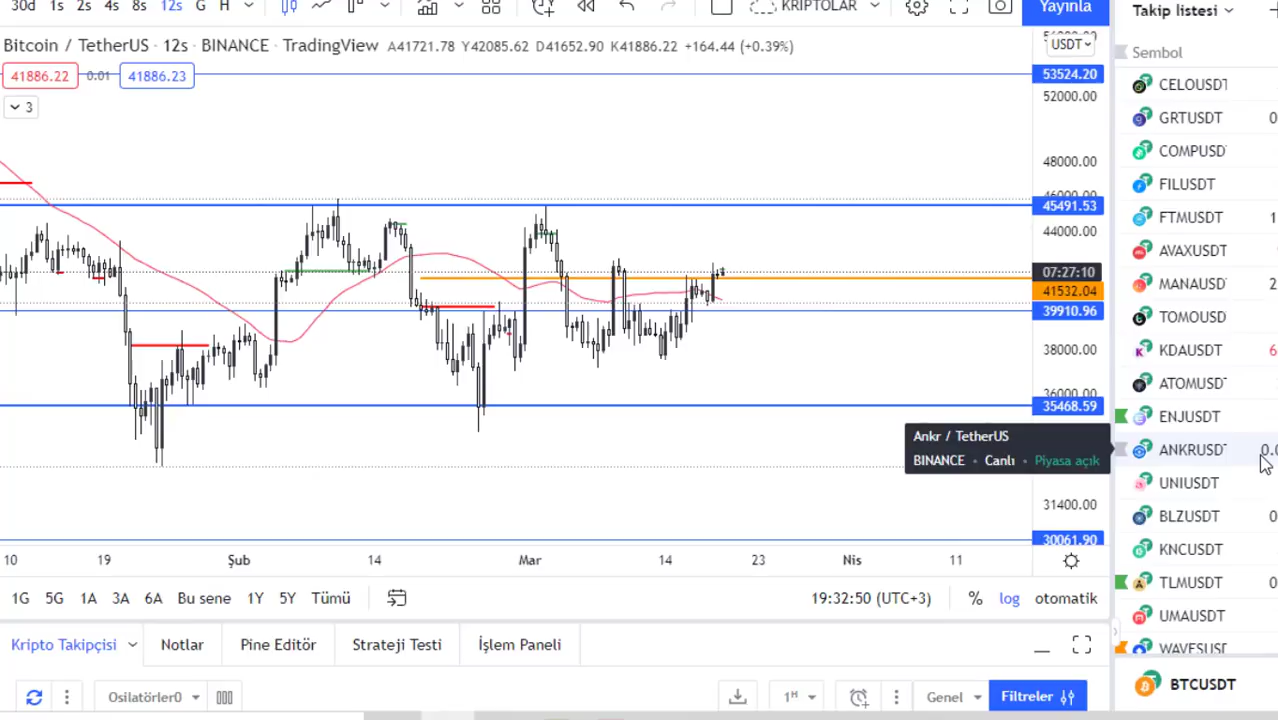 30d 1s 2s 4s 8s 12s G H KRİPTOLAR Yayınla Takip listesi
Bitcoin / TetherUS · 12s · BINANCE · TradingView A41721.78 Y42085.62 D41652.90 K41886.22 +164.44 (+0.39%)
USDT
Sembol
41886.22 0.01 41886.23
3
53524.20
52000.00
48000.00
46000.00
45491.53
44000.00
07:27:10
41532.04
39910.96
38000.00
36000.00
35468.59
31400.00
30061.90
CELOUSDT
GRTUSDT
COMPUSD
FILUSDT
FTMUSDT
AVAXUSDT
MANAUSD
TOMOUSD
KDAUSDT
ATOMUSD
ENJUSDT
ANKRUSD
UNIUSDT
BLZUSDT
KNCUSDT
TLMUSDT
UMAUSDT
WAVESUS
Ankr / TetherUS
BINANCE • Canlı • Piyasa açık
10 19 Şub 14 Mar 14 23 Nis 11
1G 5G 1A 3A 6A Bu sene 1Y 5Y Tümü 19:32:50 (UTC+3) % log otomatik
Kripto Takipçisi Notlar Pine Editör Strateji Testi İşlem Paneli
BTCUSDT
Osilatörler0 1H Genel Filtreler